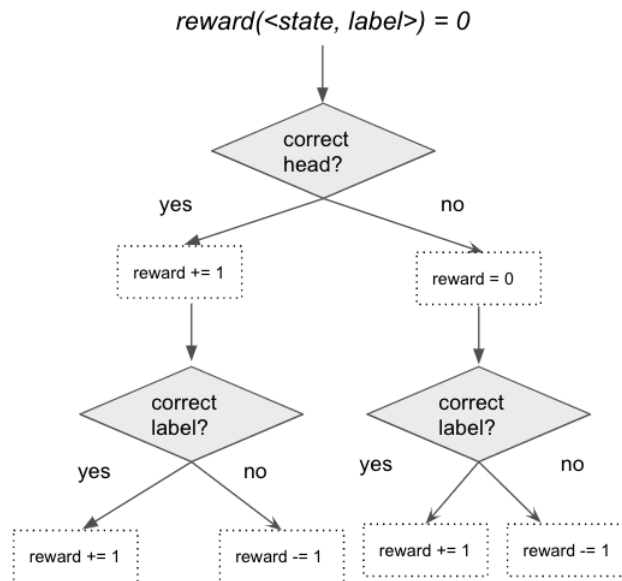 reward(<state, label>) = 0
correct
head?
yes
no
reward += 1
reward = 0
correct
label?
correct
label?
yes
no
yes
no
reward += 1
reward -= 1
reward += 1
reward -= 1